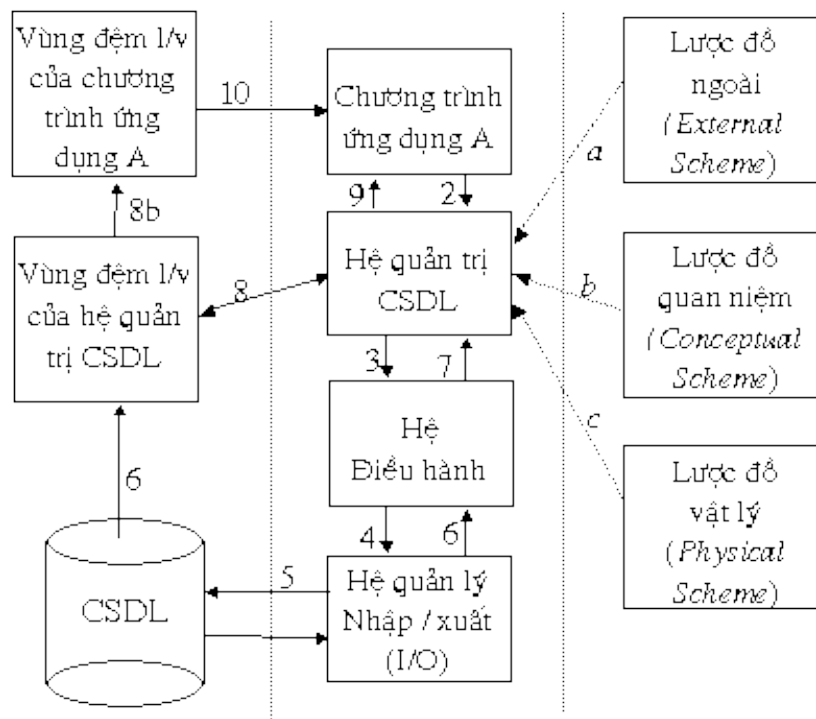 Vùng đệm l/v
của chương
trình ứng
dụng A
10
Chương trình
ứng dụng A
Lược đồ
ngoài
(External
Scheme)
a
8b
9
2
Vùng đệm l/v
của hệ quản
trị CSDL
8
Hệ quản trị
CSDL
b
Lược đồ
quan niệm
(Conceptual
Scheme)
3
7
Hệ
Điều hành
c
6
4
6
Lược đồ
vật lý
(Physical
Scheme)
CSDL
5
Hệ quản lý
Nhập / xuất
(I/O)